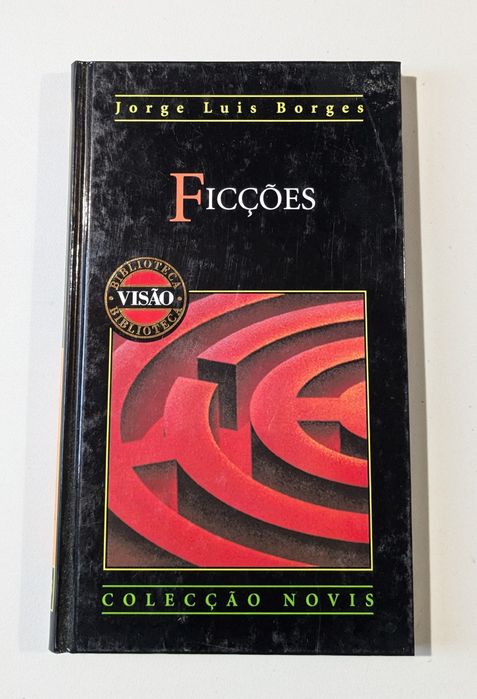 Jorge Luis Borges
FICÇÕES
BIBLIOTECA
VISÃO
BIBLIOTECA
COLECÇÃO NOVIS